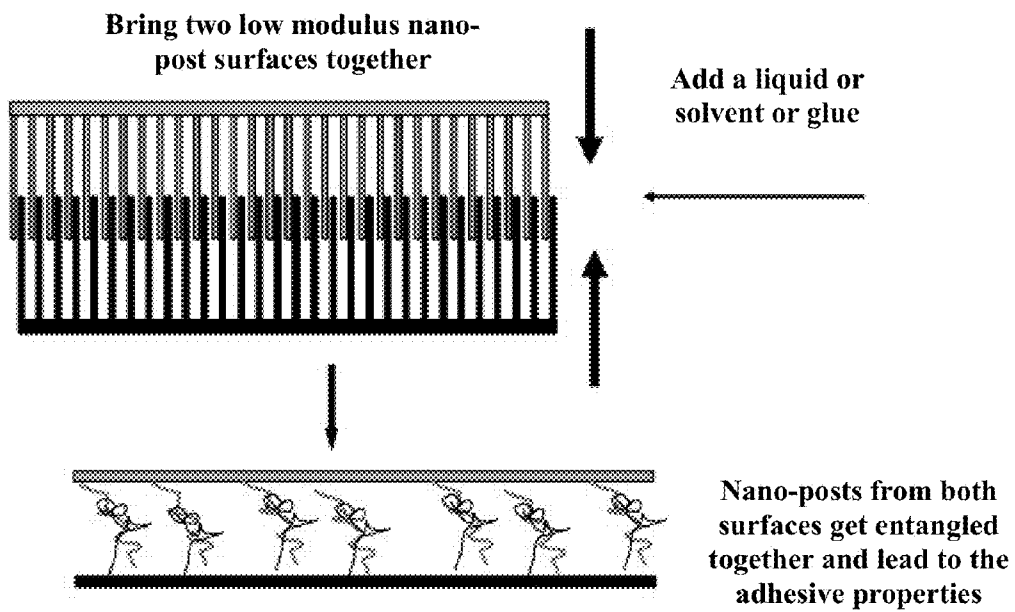 Bring two low modulus nano-
post surfaces together
Add a liquid or
solvent or glue
Nano-posts from both
surfaces get entangled
together and lead to the
adhesive properties